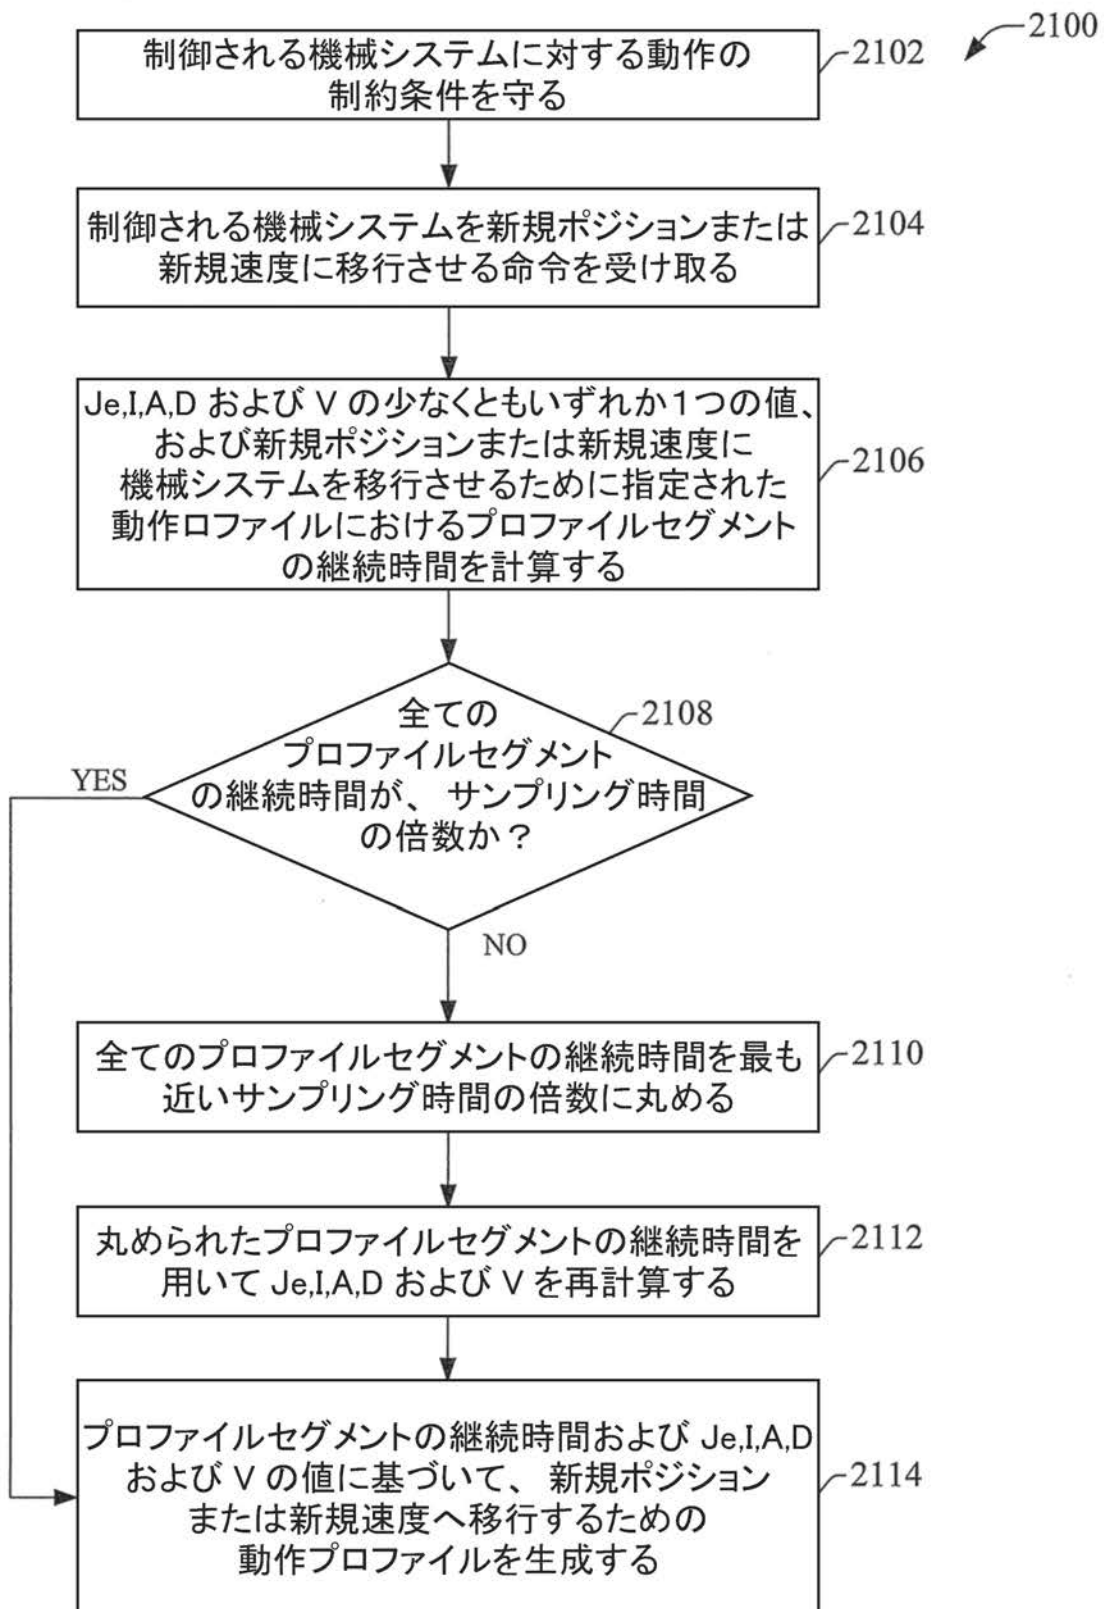 2100
制御される機械システムに対する動作の
制約条件を守る
2102
制御される機械システムを新規ポジションまたは
新規速度に移行させる命令を受け取る
2104
Je,I,A,D および V の少なくともいずれか1つの値、
および新規ポジションまたは新規速度に
機械システムを移行させるために指定された
動作ロファイルにおけるプロファイルセグメント
の継続時間を計算する
2106
全ての
プロファイルセグメント
の継続時間が、 サンプリング時間
の倍数か？
2108
YES
NO
全てのプロファイルセグメントの継続時間を最も
近いサンプリング時間の倍数に丸める
2110
丸められたプロファイルセグメントの継続時間を
用いて Je,I,A,D および V を再計算する
2112
プロファイルセグメントの継続時間および Je,I,A,D
および V の値に基づいて、 新規ポジション
または新規速度へ移行するための
動作プロファイルを生成する
2114